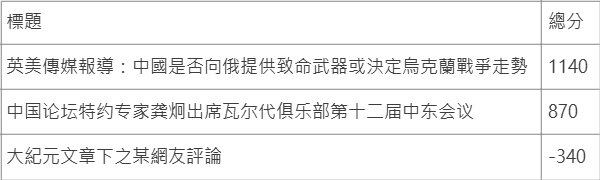 標題 總分
英美傳媒報導：中國是否向俄提供致命武器或決定烏克蘭戰爭走勢 1140
中国论坛特约专家龚炯出席瓦尔代俱乐部第十二届中东会议 870
大紀元文章下之某網友評論 -340